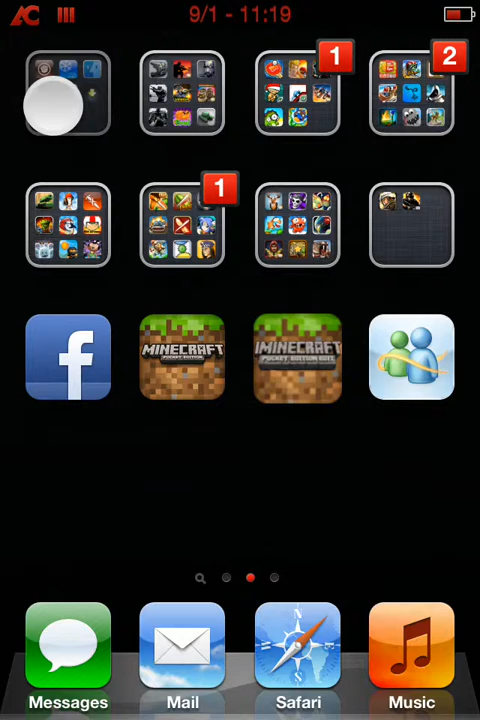 AC 9/1 - 11:19
1
2
1
f
MINECRAFT
POCKET EDITION
MINECRAFT
POCKET EDITION
Messages Mail Safari Music